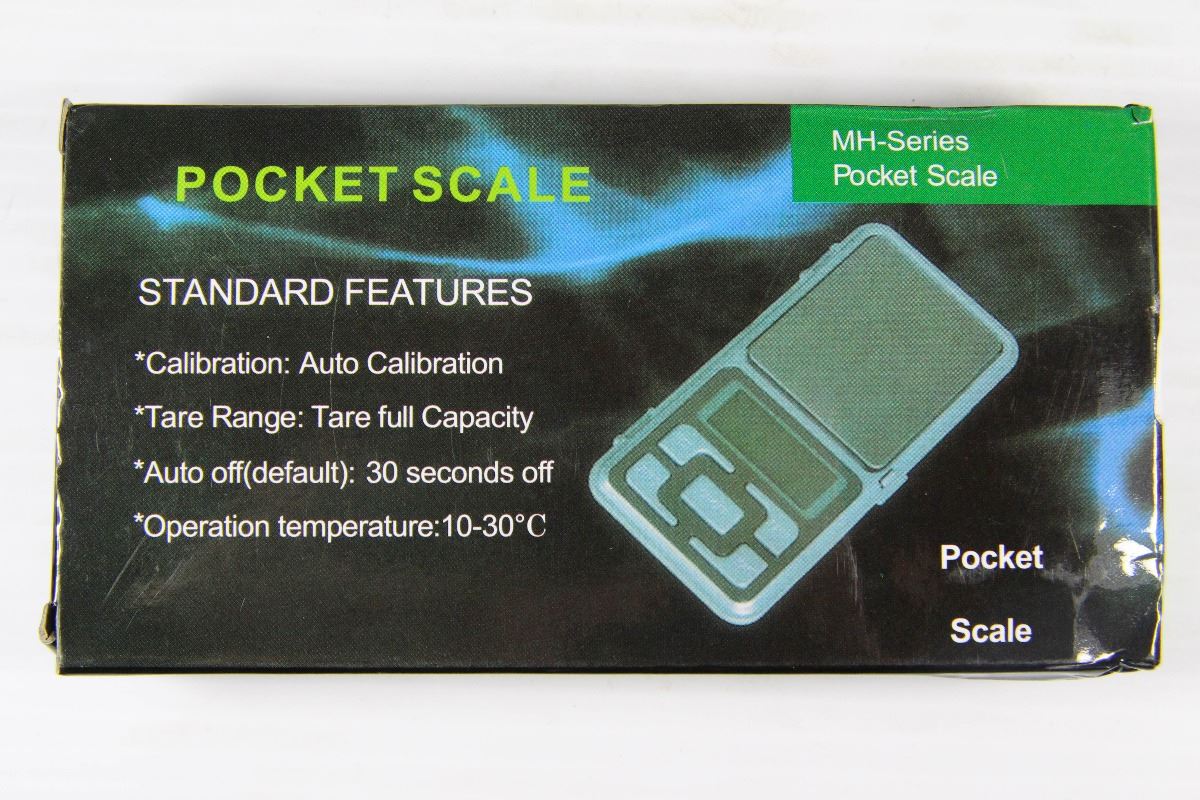 POCKET SCALE
MH-Series
Pocket Scale
STANDARD FEATURES
*Calibration: Auto Calibration
*Tare Range: Tare full Capacity
*Auto off(default): 30 seconds off
*Operation temperature:10-30°C
Pocket
Scale